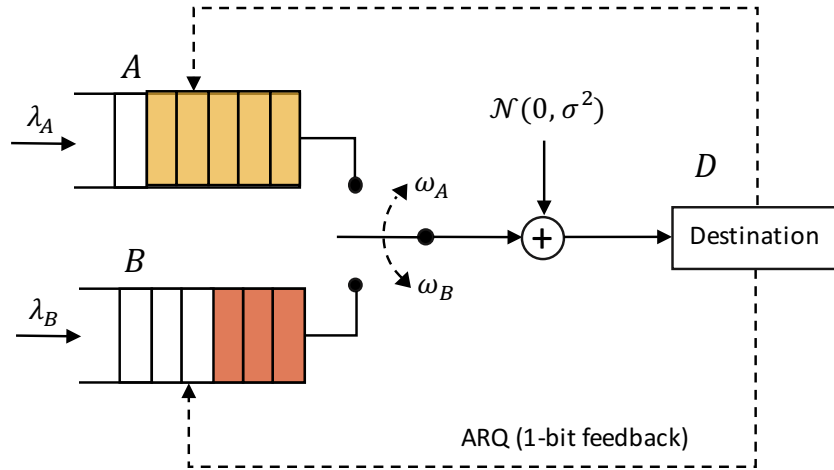 A
λ_A
𝒩(0, σ²)
ω_A
D
Destination
B
ω_B
λ_B
ARQ (1-bit feedback)